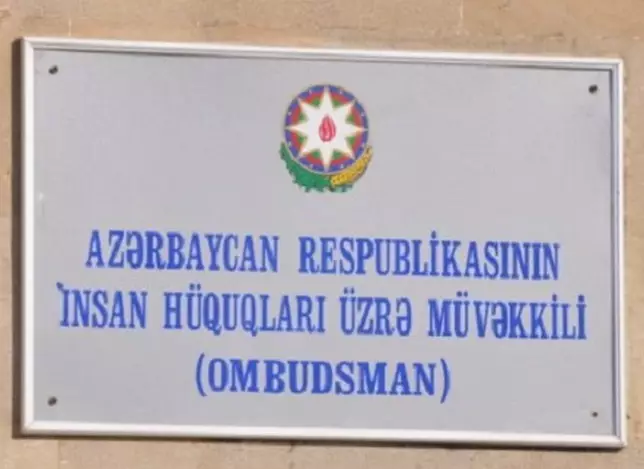 AZƏRBAYCAN RESPUBLİKASININ
İNSAN HÜQUQLARI ÜZRƏ MÜVƏKKİLİ
(OMBUDSMAN)